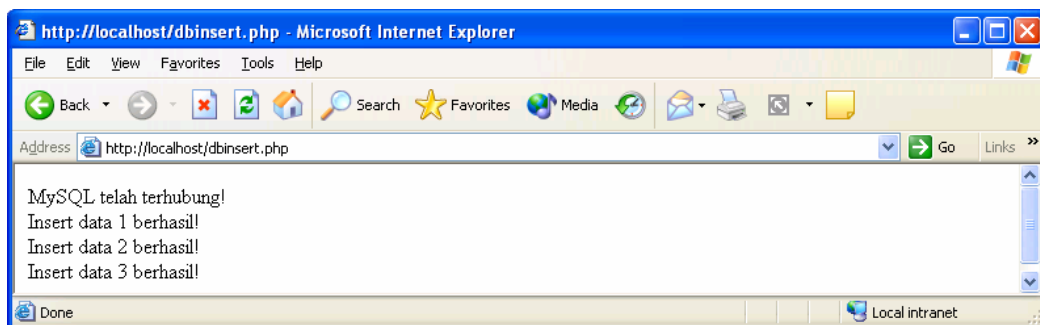 http://localhost/dbinsert.php - Microsoft Internet Explorer
File Edit View Favorites Tools Help
Back Search Favorites Media
Address http://localhost/dbinsert.php Go Links »
MySQL telah terhubung!
Insert data 1 berhasil!
Insert data 2 berhasil!
Insert data 3 berhasil!
Done Local intranet